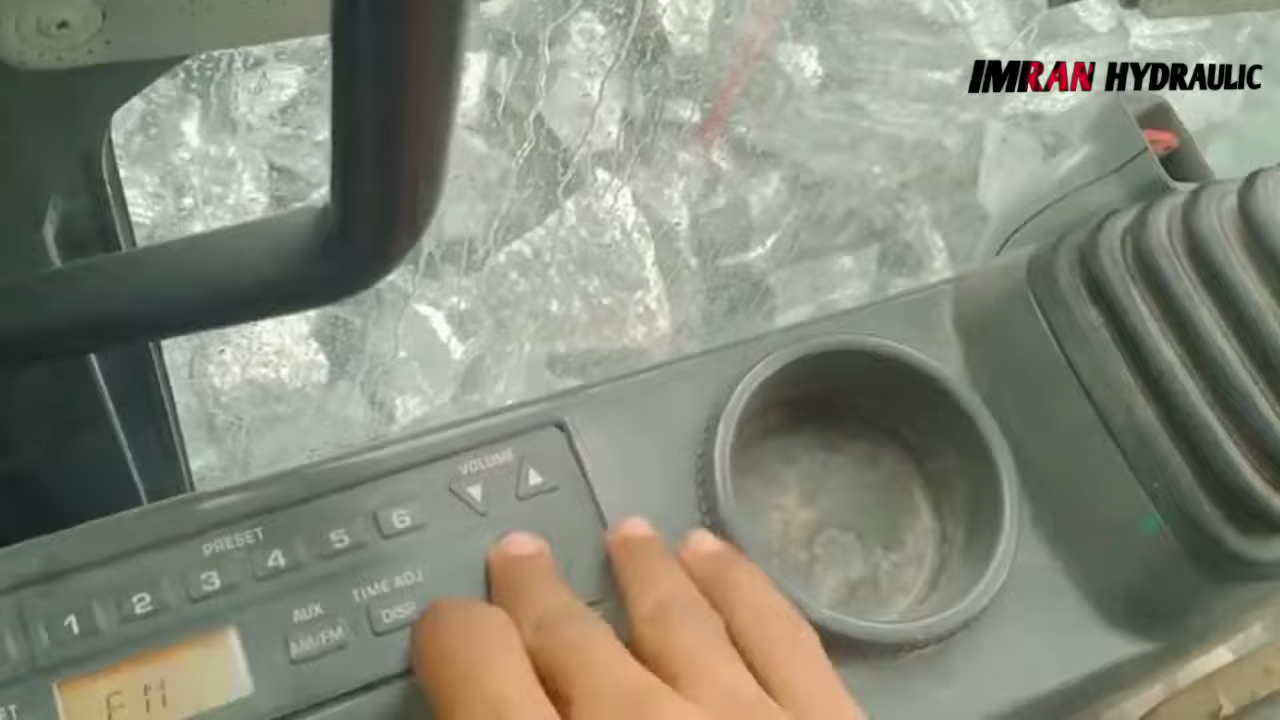 IMRAN HYDRAULIC
VOLUME
PRESET
1 2 3 4 5 6
TIME ADJ
AUX
DISP
AM/FM
FM